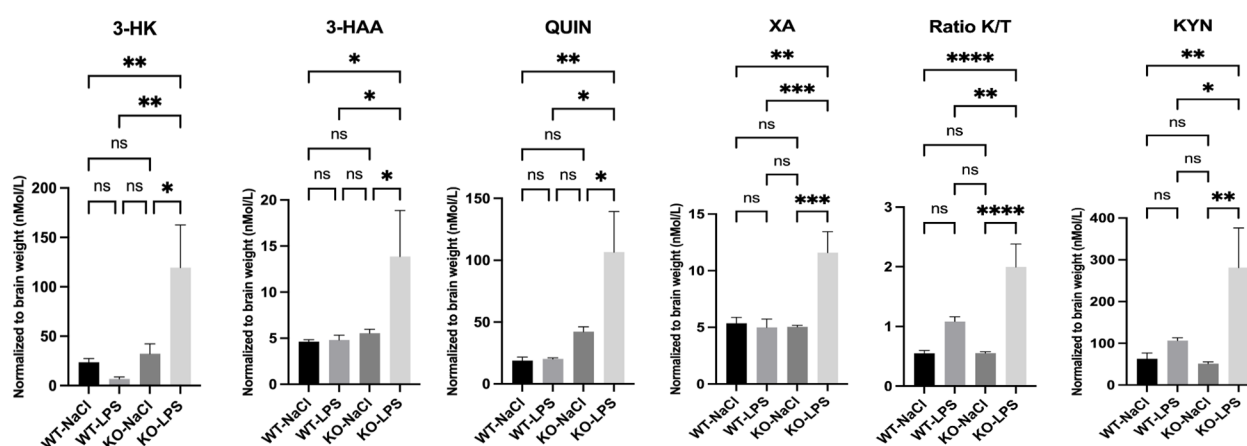 3-HK
**
**
ns
ns ns *
Normalized to brain weight (nMol/L)
200
150
100
50
0
WT-NaCl
WT-LPS
KO-NaCl
KO-LPS
3-HAA
*
*
ns
ns ns *
Normalized to brain weight (nMol/L)
20
15
10
5
0
WT-NaCl
WT-LPS
KO-NaCl
KO-LPS
QUIN
**
*
ns
ns ns *
Normalized to brain weight (nMol/L)
150
100
50
0
WT-NaCl
WT-LPS
KO-NaCl
KO-LPS
XA
**
***
ns
ns
ns ***
Normalized to brain weight (nMol/L)
15
10
5
0
WT-NaCl
WT-LPS
KO-NaCl
KO-LPS
Ratio K/T
****
**
ns
ns
ns ****
Normalized to brain weight (nMol/L)
3
2
1
0
WT-NaCl
WT-LPS
KO-NaCl
KO-LPS
KYN
**
*
ns
ns
ns **
Normalized to brain weight (nMol/L)
400
300
200
100
0
WT-NaCl
WT-LPS
KO-NaCl
KO-LPS